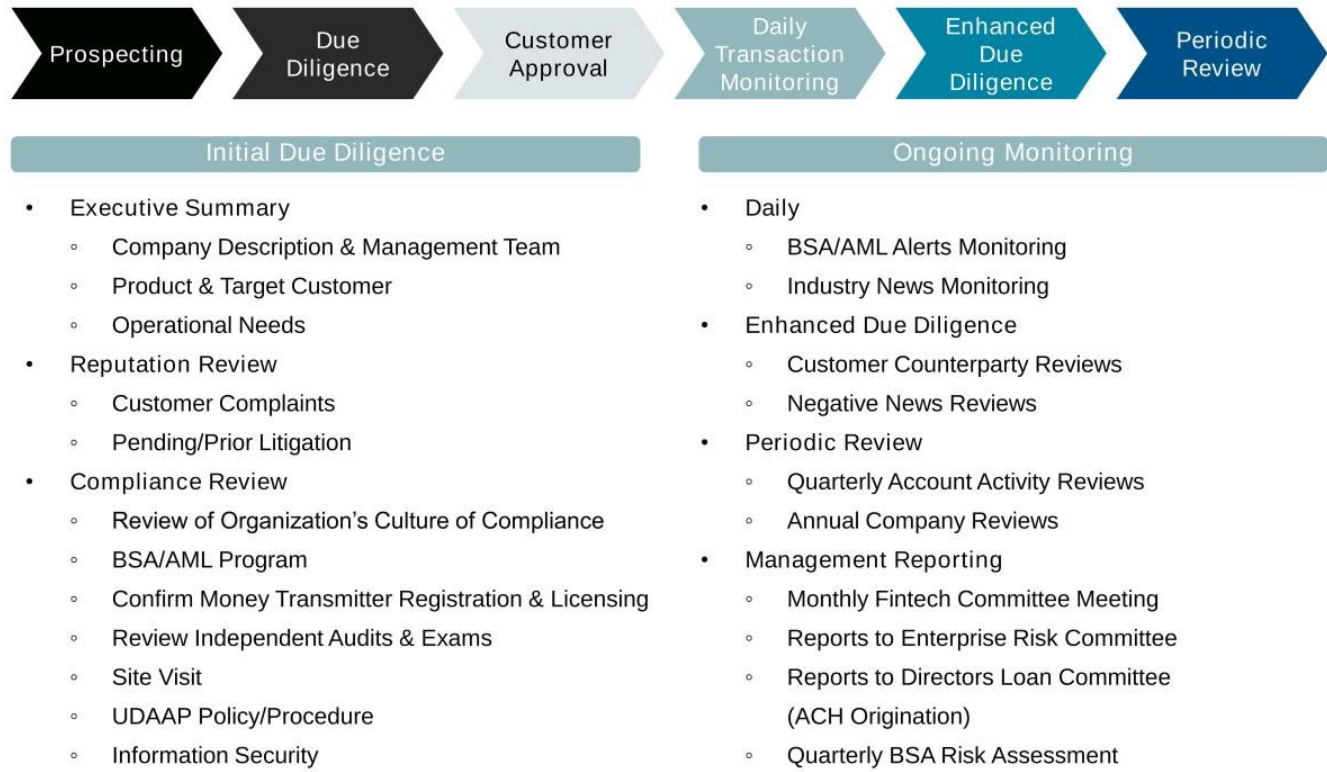 Prospecting
Due
Diligence
Customer
Approval
Daily
Transaction
Monitoring
Enhanced
Due
Diligence
Periodic
Review
Initial Due Diligence
• Executive Summary
◦ Company Description & Management Team
◦ Product & Target Customer
◦ Operational Needs
• Reputation Review
◦ Customer Complaints
◦ Pending/Prior Litigation
• Compliance Review
◦ Review of Organization’s Culture of Compliance
◦ BSA/AML Program
◦ Confirm Money Transmitter Registration & Licensing
◦ Review Independent Audits & Exams
◦ Site Visit
◦ UDAAP Policy/Procedure
◦ Information Security
Ongoing Monitoring
• Daily
◦ BSA/AML Alerts Monitoring
◦ Industry News Monitoring
• Enhanced Due Diligence
◦ Customer Counterparty Reviews
◦ Negative News Reviews
• Periodic Review
◦ Quarterly Account Activity Reviews
◦ Annual Company Reviews
• Management Reporting
◦ Monthly Fintech Committee Meeting
◦ Reports to Enterprise Risk Committee
◦ Reports to Directors Loan Committee
(ACH Origination)
◦ Quarterly BSA Risk Assessment